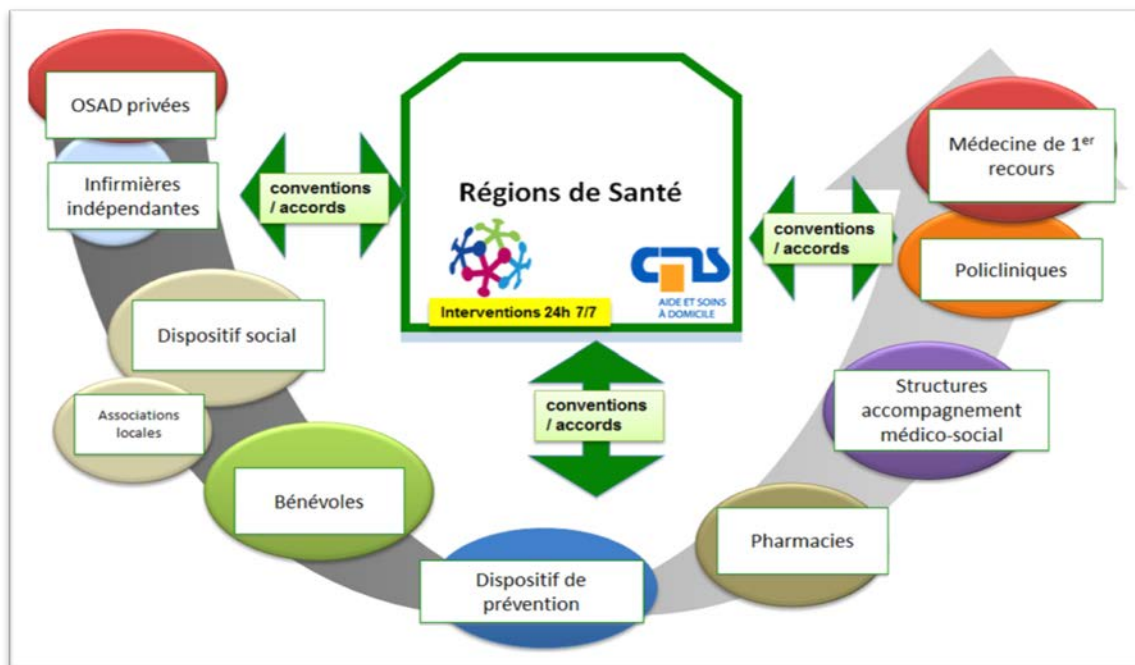 OSAD privées
Infirmières
indépendantes
Dispositif social
Associations
locales
Bénévoles
Dispositif de
prévention
Pharmacies
Structures
accompagnement
médico-social
Policliniques
Médecine de 1er
recours
conventions
/ accords
Régions de Santé
cms
AIDE ET SOINS
À DOMICILE
Interventions 24h 7/7
conventions
/ accords
conventions
/ accords